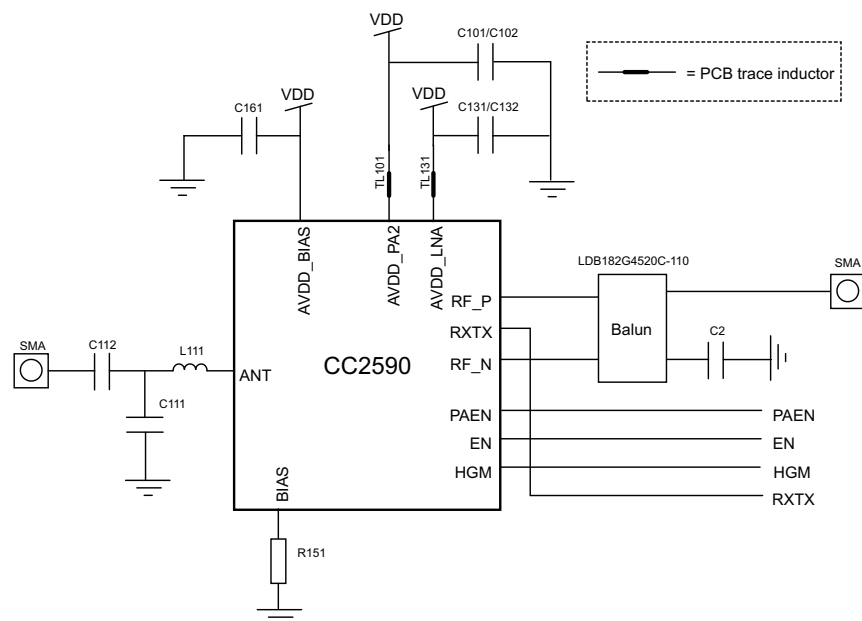 VDD
C101/C102
= PCB trace inductor
VDD
VDD
C161
C131/C132
TL101
TL131
AVDD_BIAS
AVDD_PA2
AVDD_LNA
LDB182G4520C-110
SMA
RF_P
RXTX
Balun
C2
SMA
C112
L111
RF_N
ANT
CC2590
C111
PAEN
PAEN
EN
EN
HGM
HGM
BIAS
RXTX
R151